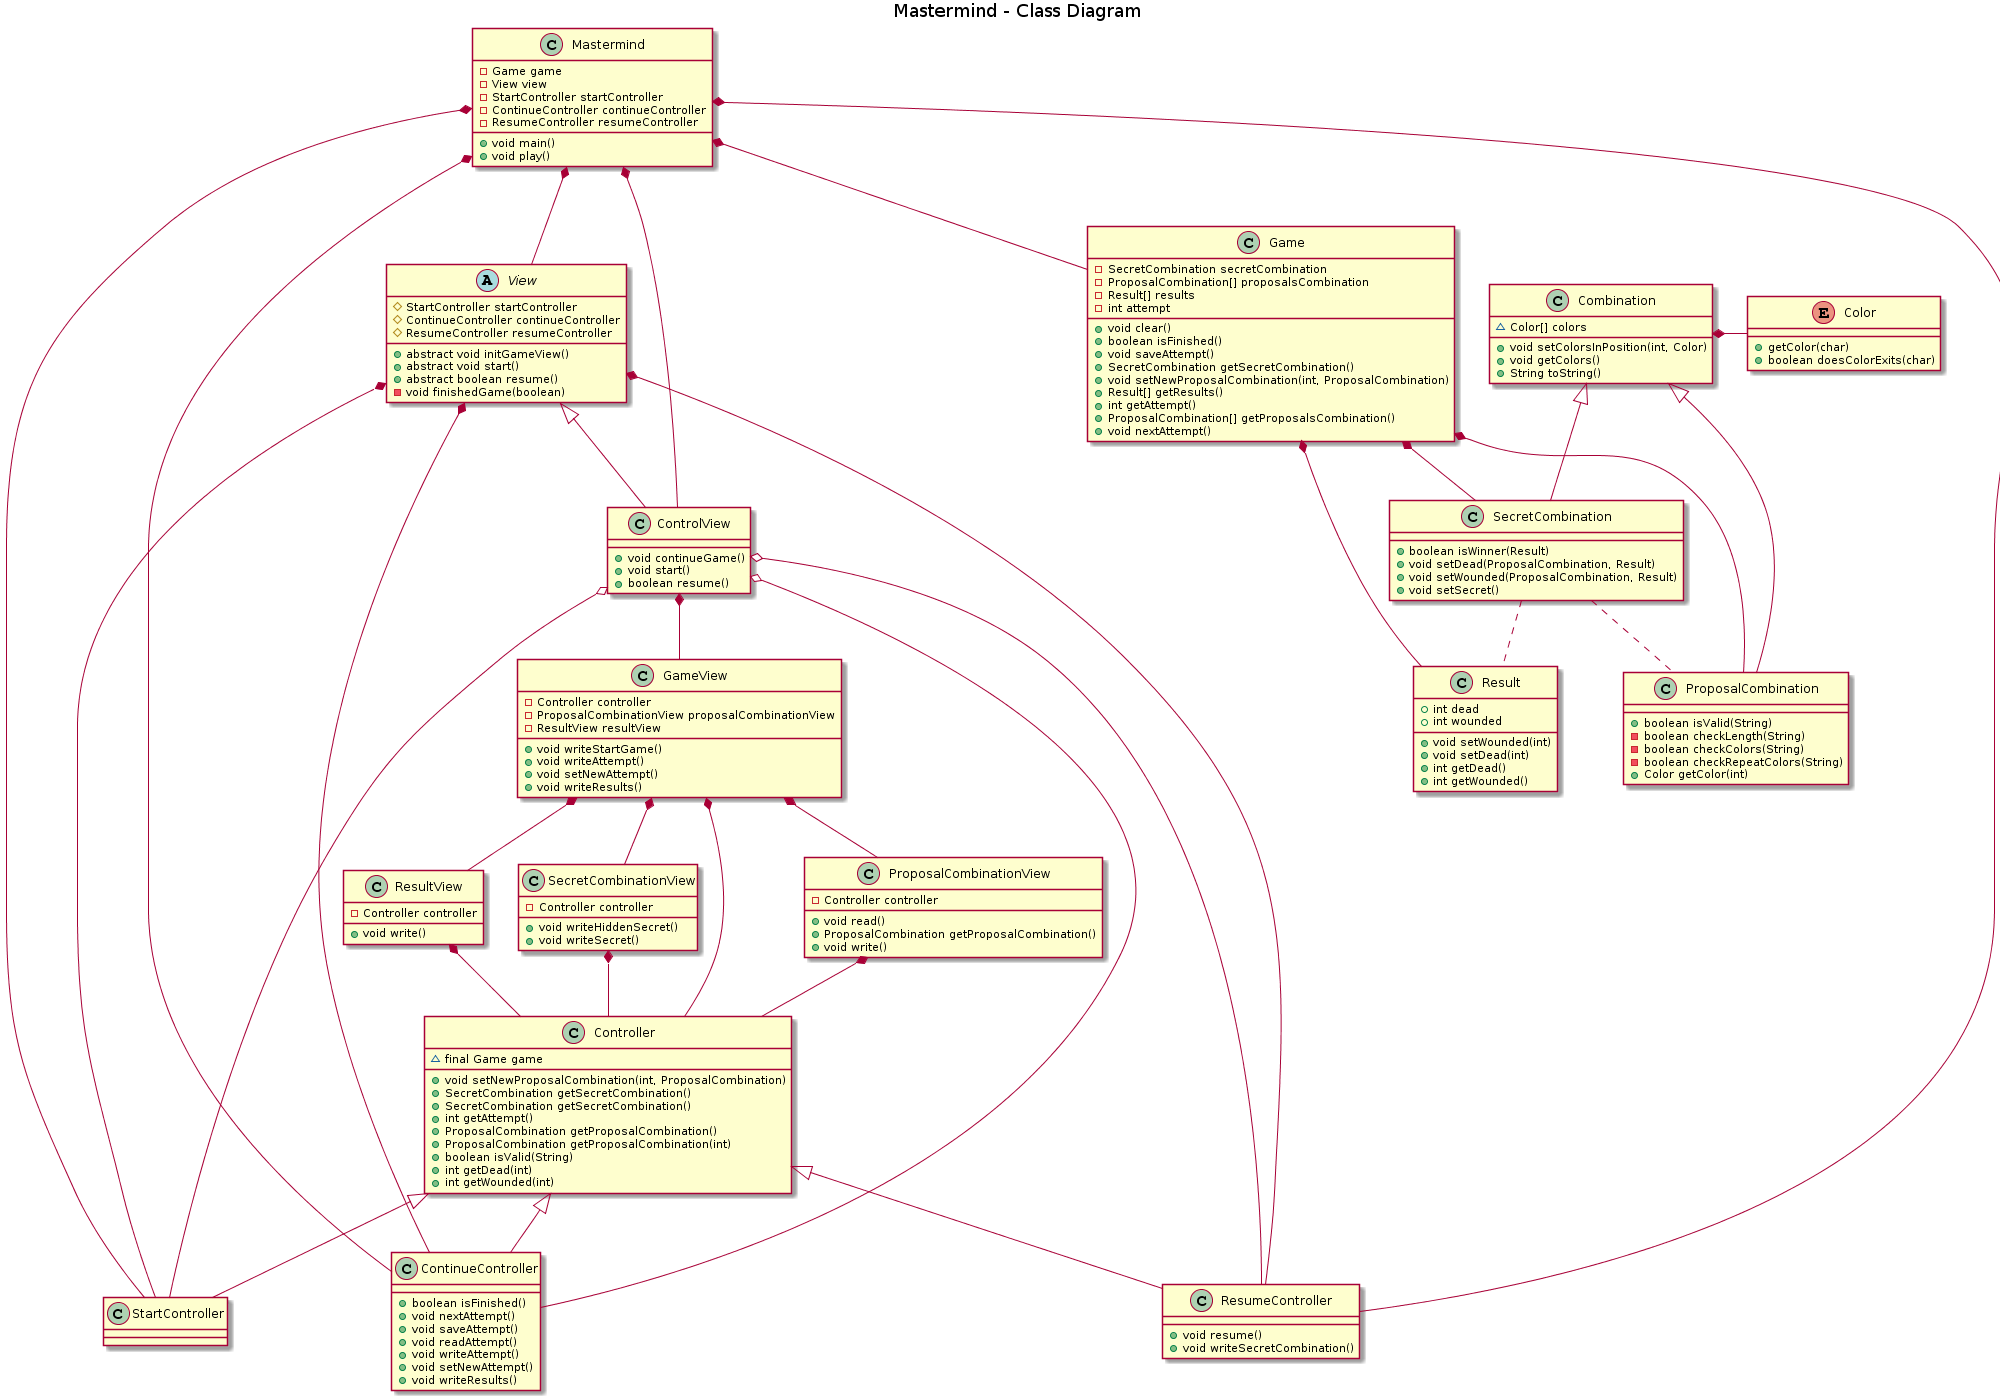 Mastermind - Class Diagram
C Mastermind
Game game
View view
StartController startController
ContinueController continueController
ResumeController resumeController
void main()
void play()
C Game
SecretCombination secretCombination
ProposalCombination[] proposalsCombination
Result[] results
int attempt
void clear()
boolean isFinished()
void saveAttempt()
SecretCombination getSecretCombination()
void setNewProposalCombination(int, ProposalCombination)
Result[] getResults()
int getAttempt()
ProposalCombination[] getProposalsCombination()
void nextAttempt()
A View
StartController startController
ContinueController continueController
ResumeController resumeController
abstract void initGameView()
abstract void start()
abstract boolean resume()
void finishedGame(boolean)
C Combination
Color[] colors
void setColorsInPosition(int, Color)
void getColors()
String toString()
E Color
getColor(char)
boolean doesColorExits(char)
C ControlView
void continueGame()
void start()
boolean resume()
C SecretCombination
boolean isWinner(Result)
void setDead(ProposalCombination, Result)
void setWounded(ProposalCombination, Result)
void setSecret()
C GameView
Controller controller
ProposalCombinationView proposalCombinationView
ResultView resultView
void writeStartGame()
void writeAttempt()
void setNewAttempt()
void writeResults()
C Result
int dead
int wounded
void setWounded(int)
void setDead(int)
int getDead()
int getWounded()
C ProposalCombination
boolean isValid(String)
boolean checkLength(String)
boolean checkColors(String)
boolean checkRepeatColors(String)
Color getColor(int)
C ResultView
Controller controller
void write()
C SecretCombinationView
Controller controller
void writeHiddenSecret()
void writeSecret()
C ProposalCombinationView
Controller controller
void read()
ProposalCombination getProposalCombination()
void write()
C Controller
final Game game
void setNewProposalCombination(int, ProposalCombination)
SecretCombination getSecretCombination()
SecretCombination getSecretCombination()
int getAttempt()
ProposalCombination getProposalCombination()
ProposalCombination getProposalCombination(int)
boolean isValid(String)
int getDead(int)
int getWounded(int)
C StartController
C ContinueController
boolean isFinished()
void nextAttempt()
void saveAttempt()
void readAttempt()
void writeAttempt()
void setNewAttempt()
void writeResults()
C ResumeController
void resume()
void writeSecretCombination()